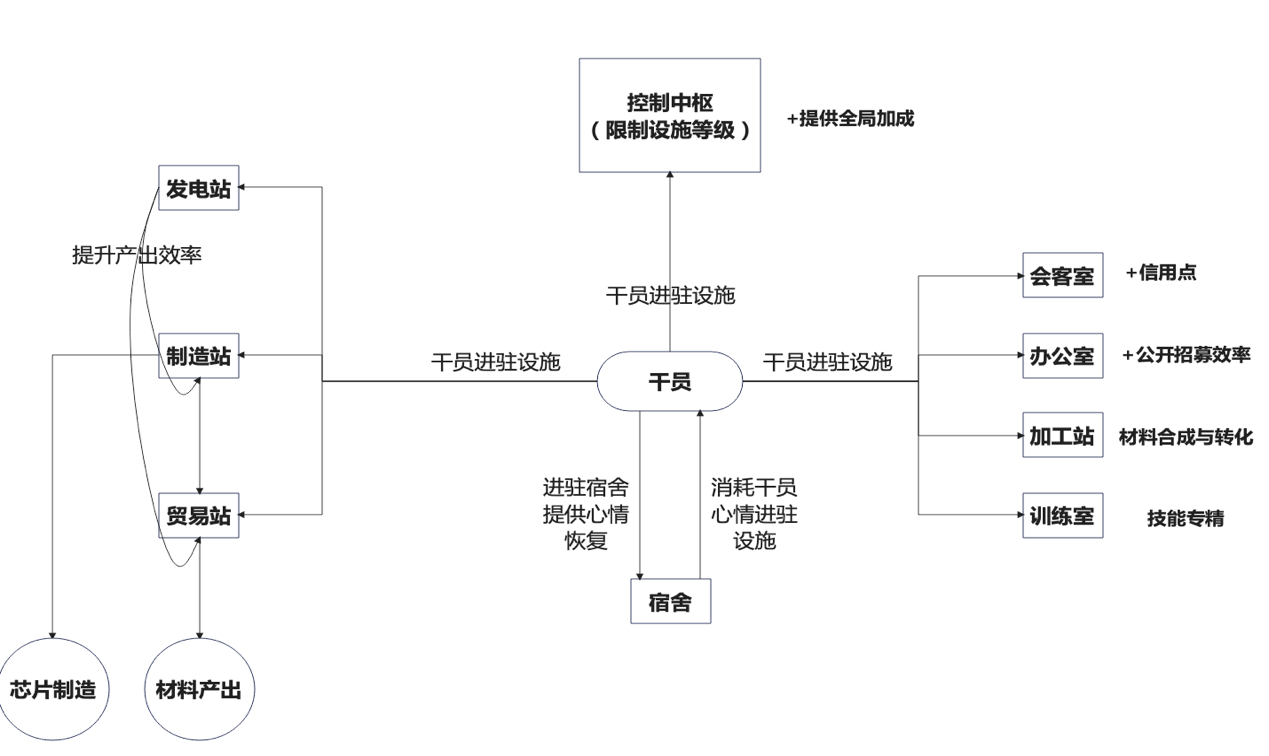 控制中枢
（限制设施等级）
+提供全局加成
发电站
提升产出效率
会客室
+信用点
干员进驻设施
制造站
干员进驻设施
干员
干员进驻设施
办公室
+公开招募效率
加工站
材料合成与转化
进驻宿舍
提供心情
恢复
消耗干员
心情进驻
设施
贸易站
训练室
技能专精
宿舍
芯片制造
材料产出